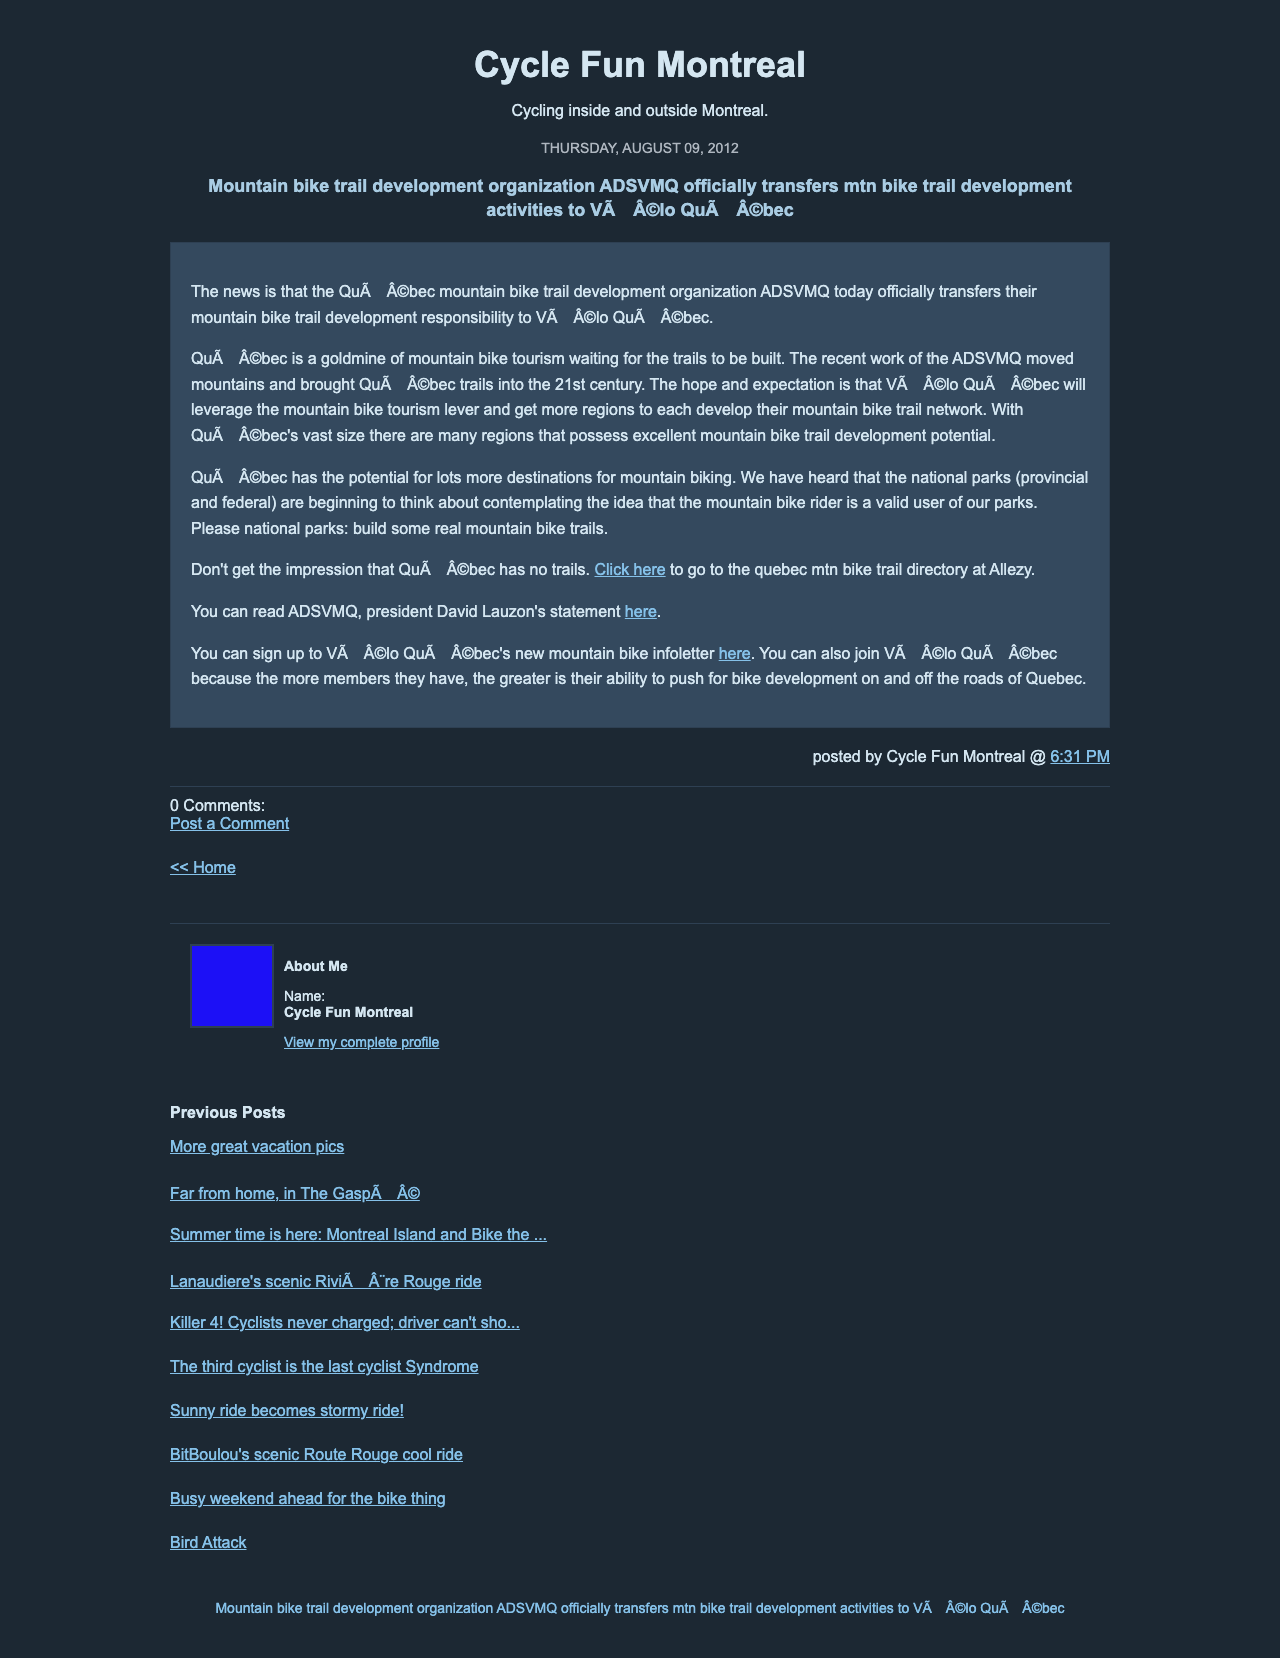 Cycle Fun Montreal
Cycling inside and outside Montreal.
THURSDAY, AUGUST 09, 2012
Mountain bike trail development organization ADSVMQ officially transfers mtn bike trail development
activities to VÃ Â©lo QuÃ Â©bec
The news is that the QuÃ Â©bec mountain bike trail development organization ADSVMQ today officially transfers their
mountain bike trail development responsibility to VÃ Â©lo QuÃ Â©bec.
QuÃ Â©bec is a goldmine of mountain bike tourism waiting for the trails to be built. The recent work of the ADSVMQ moved
mountains and brought QuÃ Â©bec trails into the 21st century. The hope and expectation is that VÃ Â©lo QuÃ Â©bec will
leverage the mountain bike tourism lever and get more regions to each develop their mountain bike trail network. With
QuÃ Â©bec's vast size there are many regions that possess excellent mountain bike trail development potential.
QuÃ Â©bec has the potential for lots more destinations for mountain biking. We have heard that the national parks (provincial
and federal) are beginning to think about contemplating the idea that the mountain bike rider is a valid user of our parks.
Please national parks: build some real mountain bike trails.
Don't get the impression that QuÃ Â©bec has no trails. Click here to go to the quebec mtn bike trail directory at Allezy.
You can read ADSVMQ, president David Lauzon's statement here.
You can sign up to VÃ Â©lo QuÃ Â©bec's new mountain bike infoletter here. You can also join VÃ Â©lo QuÃ Â©bec
because the more members they have, the greater is their ability to push for bike development on and off the roads of Quebec.
posted by Cycle Fun Montreal @ 6:31 PM
0 Comments:
Post a Comment
<< Home
About Me
Name:
Cycle Fun Montreal
View my complete profile
Previous Posts
More great vacation pics
Far from home, in The GaspÃ Â©
Summer time is here: Montreal Island and Bike the ...
Lanaudiere's scenic RiviÃ Â¨re Rouge ride
Killer 4! Cyclists never charged; driver can't sho...
The third cyclist is the last cyclist Syndrome
Sunny ride becomes stormy ride!
BitBoulou's scenic Route Rouge cool ride
Busy weekend ahead for the bike thing
Bird Attack
Mountain bike trail development organization ADSVMQ officially transfers mtn bike trail development activities to VÃ Â©lo QuÃ Â©bec